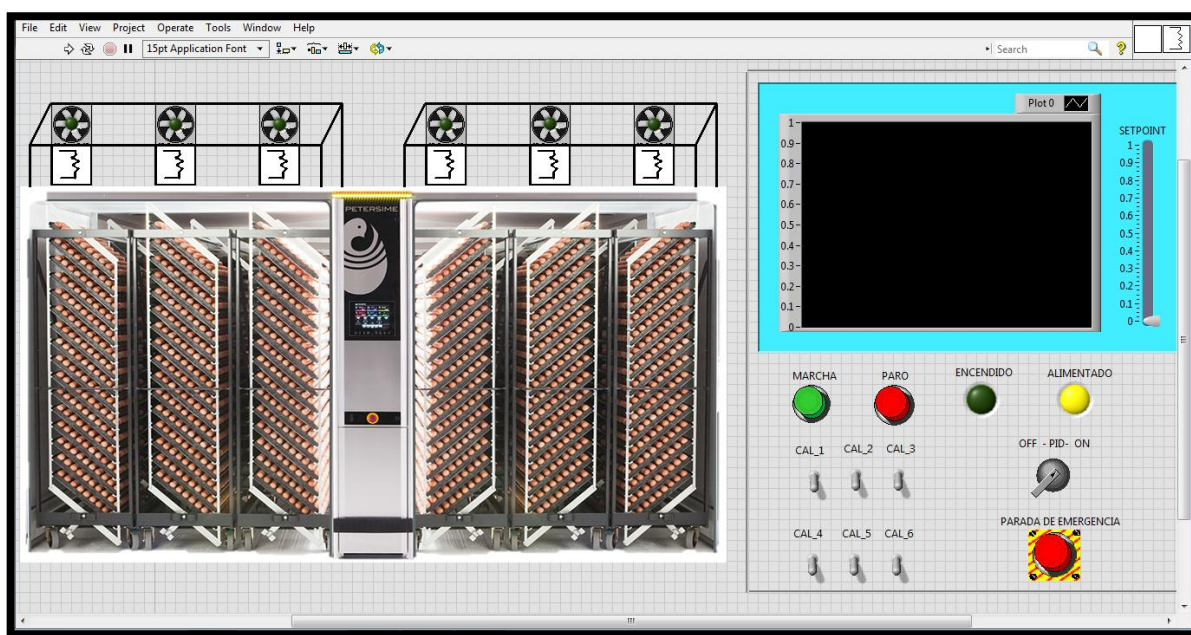 File Edit View Project Operate Tools Window Help
15pt Application Font
Search
PETERSIME
Plot 0
1
0.9
0.8
0.7
0.6
0.5
0.4
0.3
0.2
0.1
0
SETPOINT
1
0.9
0.8
0.7
0.6
0.5
0.4
0.3
0.2
0.1
0
MARCHA PARO ENCENDIDO ALIMENTADO
CAL_1 CAL_2 CAL_3 OFF - PID- ON
PARADA DE EMERGENCIA
CAL_4 CAL_5 CAL_6